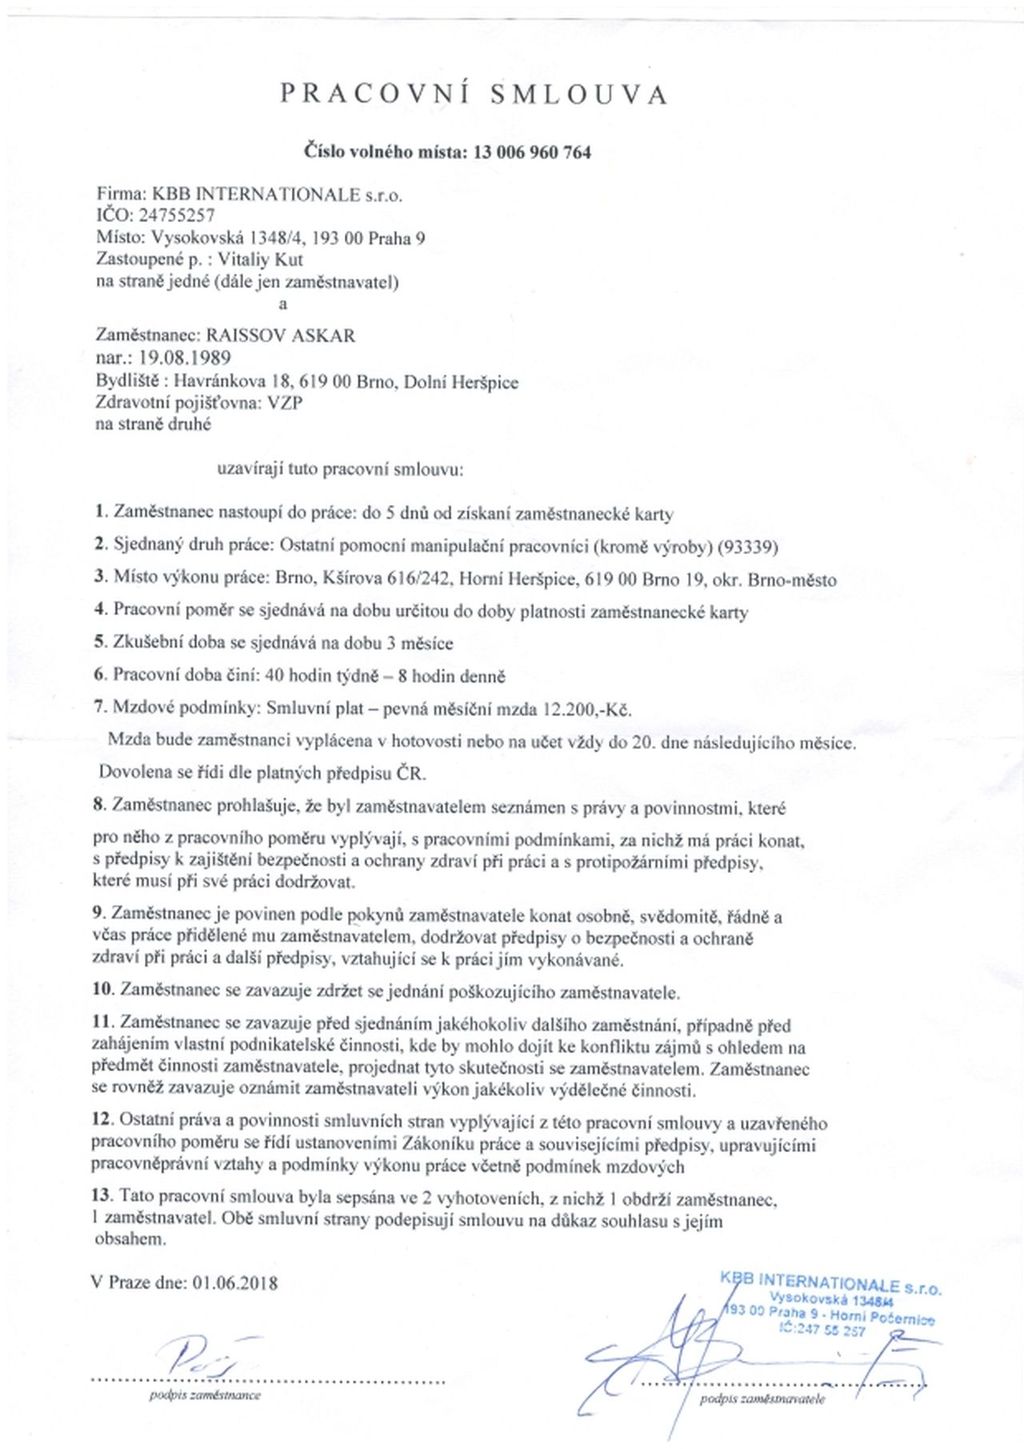 PRACOVNÍ SMLOUVA
Číslo volného místa: 13 006 960 764
Firma: KBB INTERNATIONALE s.r.o.
IČO: 24755257
Místo: Vysokovská 1348/4, 193 00 Praha 9
Zastoupené p. : Vitaliy Kut
na straně jedné (dále jen zaměstnavatel)
a
Zaměstnanec: RAISSOV ASKAR
nar.: 19.08.1989
Bydliště : Havránkova 18, 619 00 Brno, Dolní Heršpice
Zdravotní pojišťovna: VZP
na straně druhé
uzavírají tuto pracovní smlouvu:
1. Zaměstnanec nastoupí do práce: do 5 dnů od získaní zaměstnanecké karty
2. Sjednaný druh práce: Ostatní pomocní manipulační pracovníci (kromě výroby) (93339)
3. Místo výkonu práce: Brno, Kšírova 616/242, Horní Heršpice, 619 00 Brno 19, okr. Brno-město
4. Pracovní poměr se sjednává na dobu určitou do doby platnosti zaměstnanecké karty
5. Zkušební doba se sjednává na dobu 3 měsíce
6. Pracovní doba činí: 40 hodin týdně – 8 hodin denně
7. Mzdové podmínky: Smluvní plat – pevná měsíční mzda 12.200,-Kč.
Mzda bude zaměstnanci vyplácena v hotovosti nebo na učet vždy do 20. dne následujícího měsíce.
Dovolena se řídi dle platných předpisu ČR.
8. Zaměstnanec prohlašuje, že byl zaměstnavatelem seznámen s právy a povinnostmi, které
pro něho z pracovního poměru vyplývají, s pracovními podmínkami, za nichž má práci konat,
s předpisy k zajištění bezpečnosti a ochrany zdraví při práci a s protipožárními předpisy,
které musí při své práci dodržovat.
9. Zaměstnanec je povinen podle pokynů zaměstnavatele konat osobně, svědomitě, řádně a
včas práce přidělené mu zaměstnavatelem, dodržovat předpisy o bezpečnosti a ochraně
zdraví při práci a další předpisy, vztahující se k práci jím vykonávané.
10. Zaměstnanec se zavazuje zdržet se jednání poškozujícího zaměstnavatele.
11. Zaměstnanec se zavazuje před sjednáním jakéhokoliv dalšího zaměstnání, případně před
zahájením vlastní podnikatelské činnosti, kde by mohlo dojít ke konfliktu zájmů s ohledem na
předmět činnosti zaměstnavatele, projednat tyto skutečnosti se zaměstnavatelem. Zaměstnanec
se rovněž zavazuje oznámit zaměstnavateli výkon jakékoliv výdělečné činnosti.
12. Ostatní práva a povinnosti smluvních stran vyplývající z této pracovní smlouvy a uzavřeného
pracovního poměru se řídí ustanoveními Zákoníku práce a souvisejícími předpisy, upravujícími
pracovněprávní vztahy a podmínky výkonu práce včetně podmínek mzdových
13. Tato pracovní smlouva byla sepsána ve 2 vyhotoveních, z nichž 1 obdrží zaměstnanec,
1 zaměstnavatel. Obě smluvní strany podepisují smlouvu na důkaz souhlasu s jejím
obsahem.
V Praze dne: 01.06.2018
KBB INTERNATIONALE s.r.o.
Vysokovská 1348/4
193 00 Praha 9 - Horní Počernice
IČ:247 55 257
podpis zaměstnance
podpis zaměstnavatele